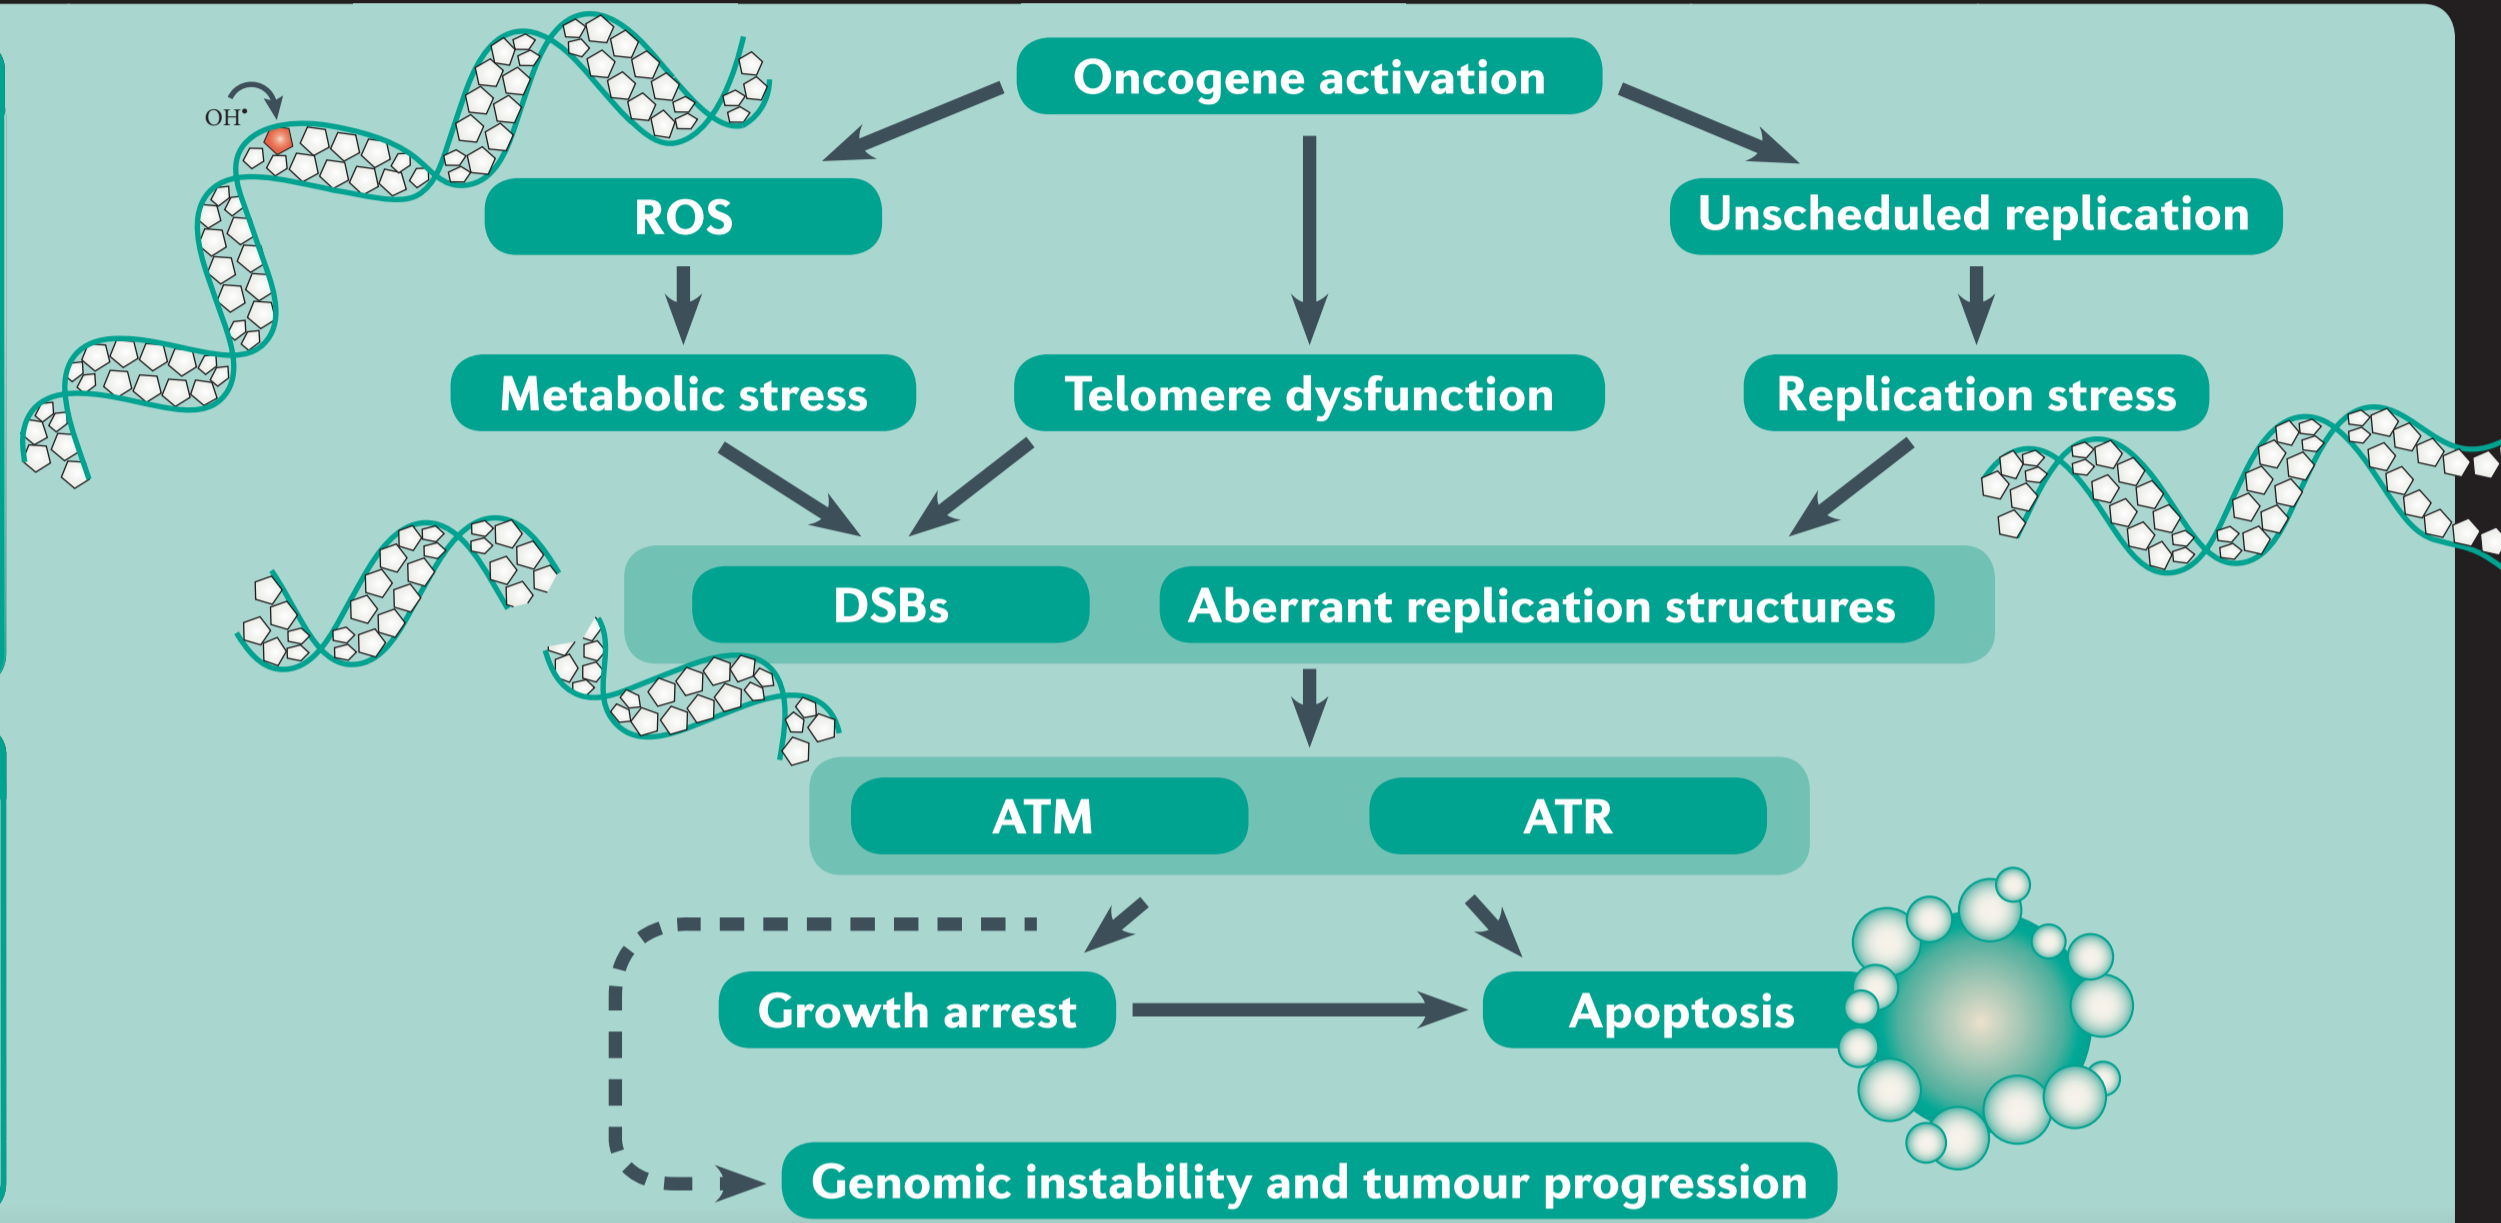 Oncogene activation
OH•
ROS
Unscheduled replication
Metabolic stress
Telomere dysfunction
Replication stress
DSBs
Aberrant replication structures
ATM
ATR
Growth arrest
Apoptosis
Genomic instability and tumour progression